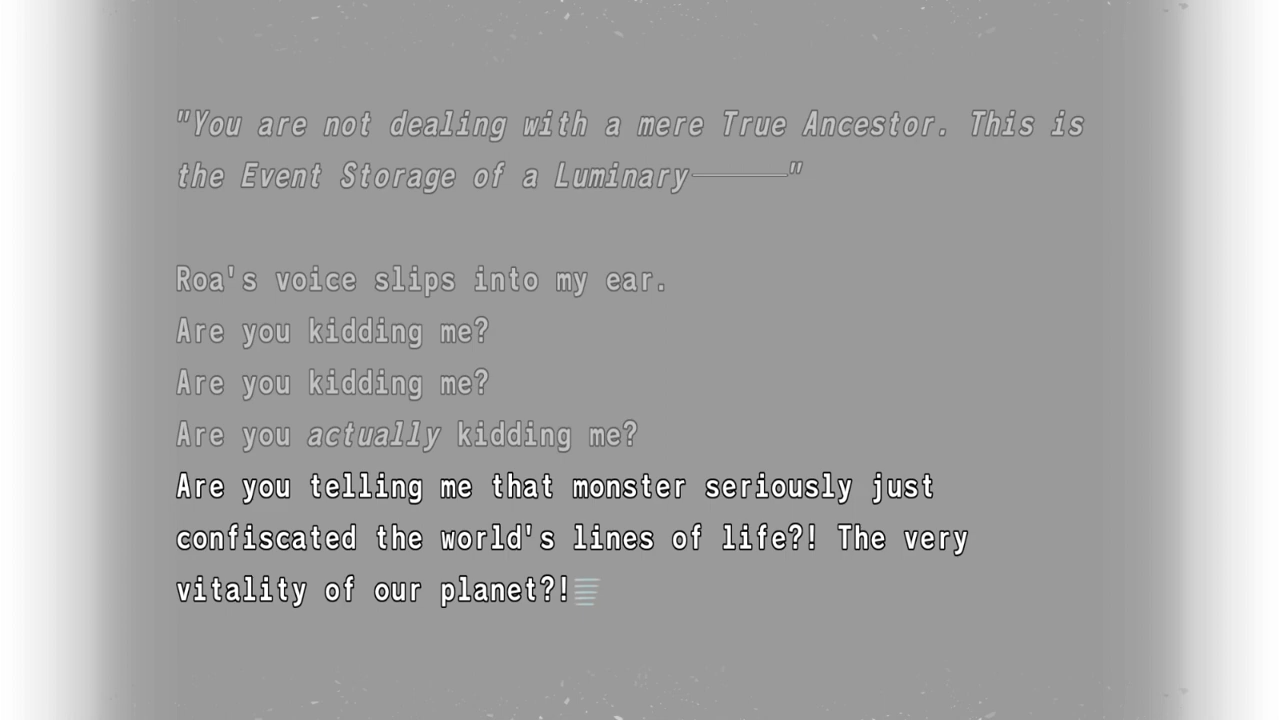 "You are not dealing with a mere True Ancestor. This is
the Event Storage of a Luminary――――――"
Roa's voice slips into my ear.
Are you kidding me?
Are you kidding me?
Are you actually kidding me?
Are you telling me that monster seriously just
confiscated the world's lines of life?! The very
vitality of our planet?!